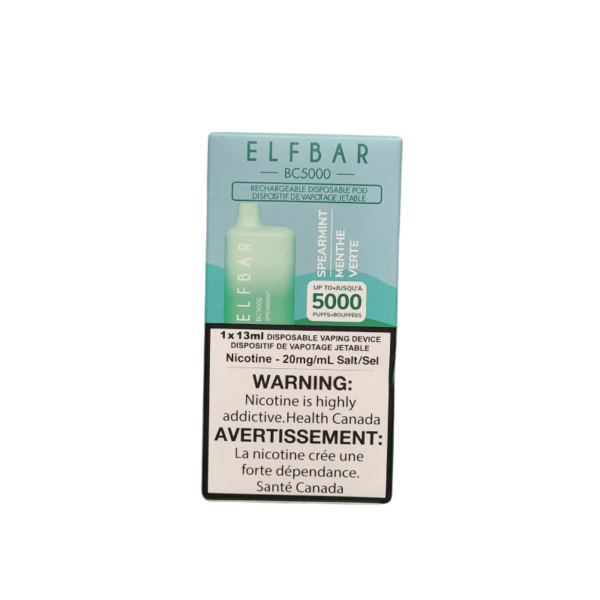 ELFBAR
BC5000
RECHARGEABLE DISPOSABLE POD
DISPOSITIF DE VAPOTAGE JETABLE
ELFBAR
BC5000
SPEARMINT
SPEARMINT
MENTHE
VERTE
UP TO•JUSQU'À
5000
PUFFS•BOUFFÉES
1 x 13ml DISPOSABLE VAPING DEVICE
DISPOSITIF DE VAPOTAGE JETABLE
Nicotine - 20mg/mL Salt/Sel
WARNING:
Nicotine is highly
addictive.Health Canada
AVERTISSEMENT:
La nicotine crée une
forte dépendance.
Santé Canada